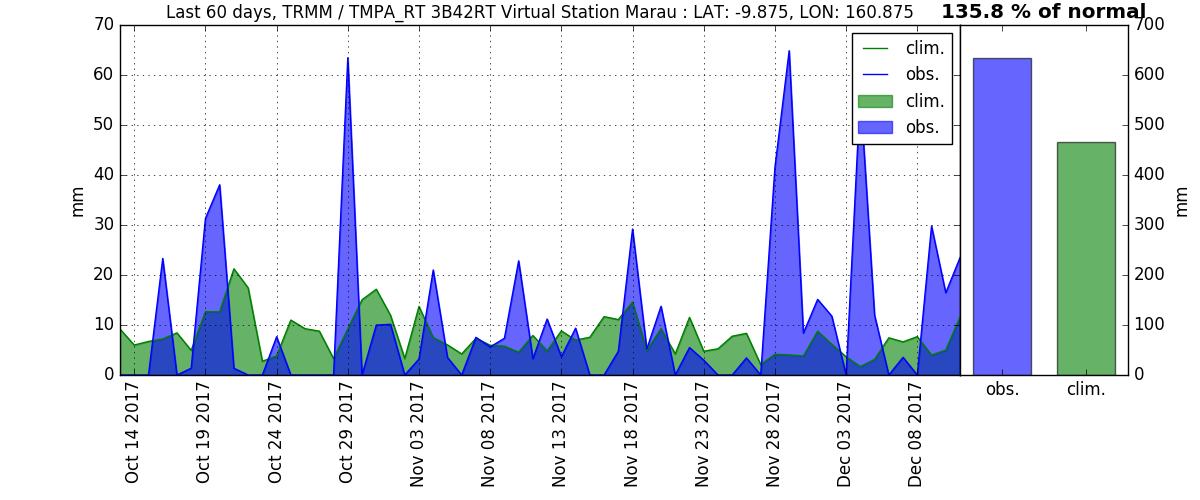 Last 60 days, TRMM / TMPA_RT 3B42RT Virtual Station Marau : LAT: -9.875, LON: 160.875
135.8 % of normal
70
60
50
40
30
20
10
0
mm
clim.
obs.
clim.
obs.
700
600
500
400
300
200
100
0
mm
obs.
clim.
Oct 14 2017
Oct 19 2017
Oct 24 2017
Oct 29 2017
Nov 03 2017
Nov 08 2017
Nov 13 2017
Nov 18 2017
Nov 23 2017
Nov 28 2017
Dec 03 2017
Dec 08 2017